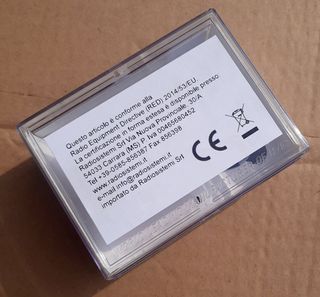 Questo articolo è conforme alla
Radio Equipment Directive (RED) 2014/53/EU.
La certificazione in forma estesa è disponibile presso
Radiosistemi Srl Via Nuova Provinciale, 30/A
54033 Carrara (MS) P. Iva 00485680452
Tel +39-0585-856387 Fax 856398
www.radiosistemi.it
e-mail info@radiosistemi.it
importato da Radiosistemi Srl
CE